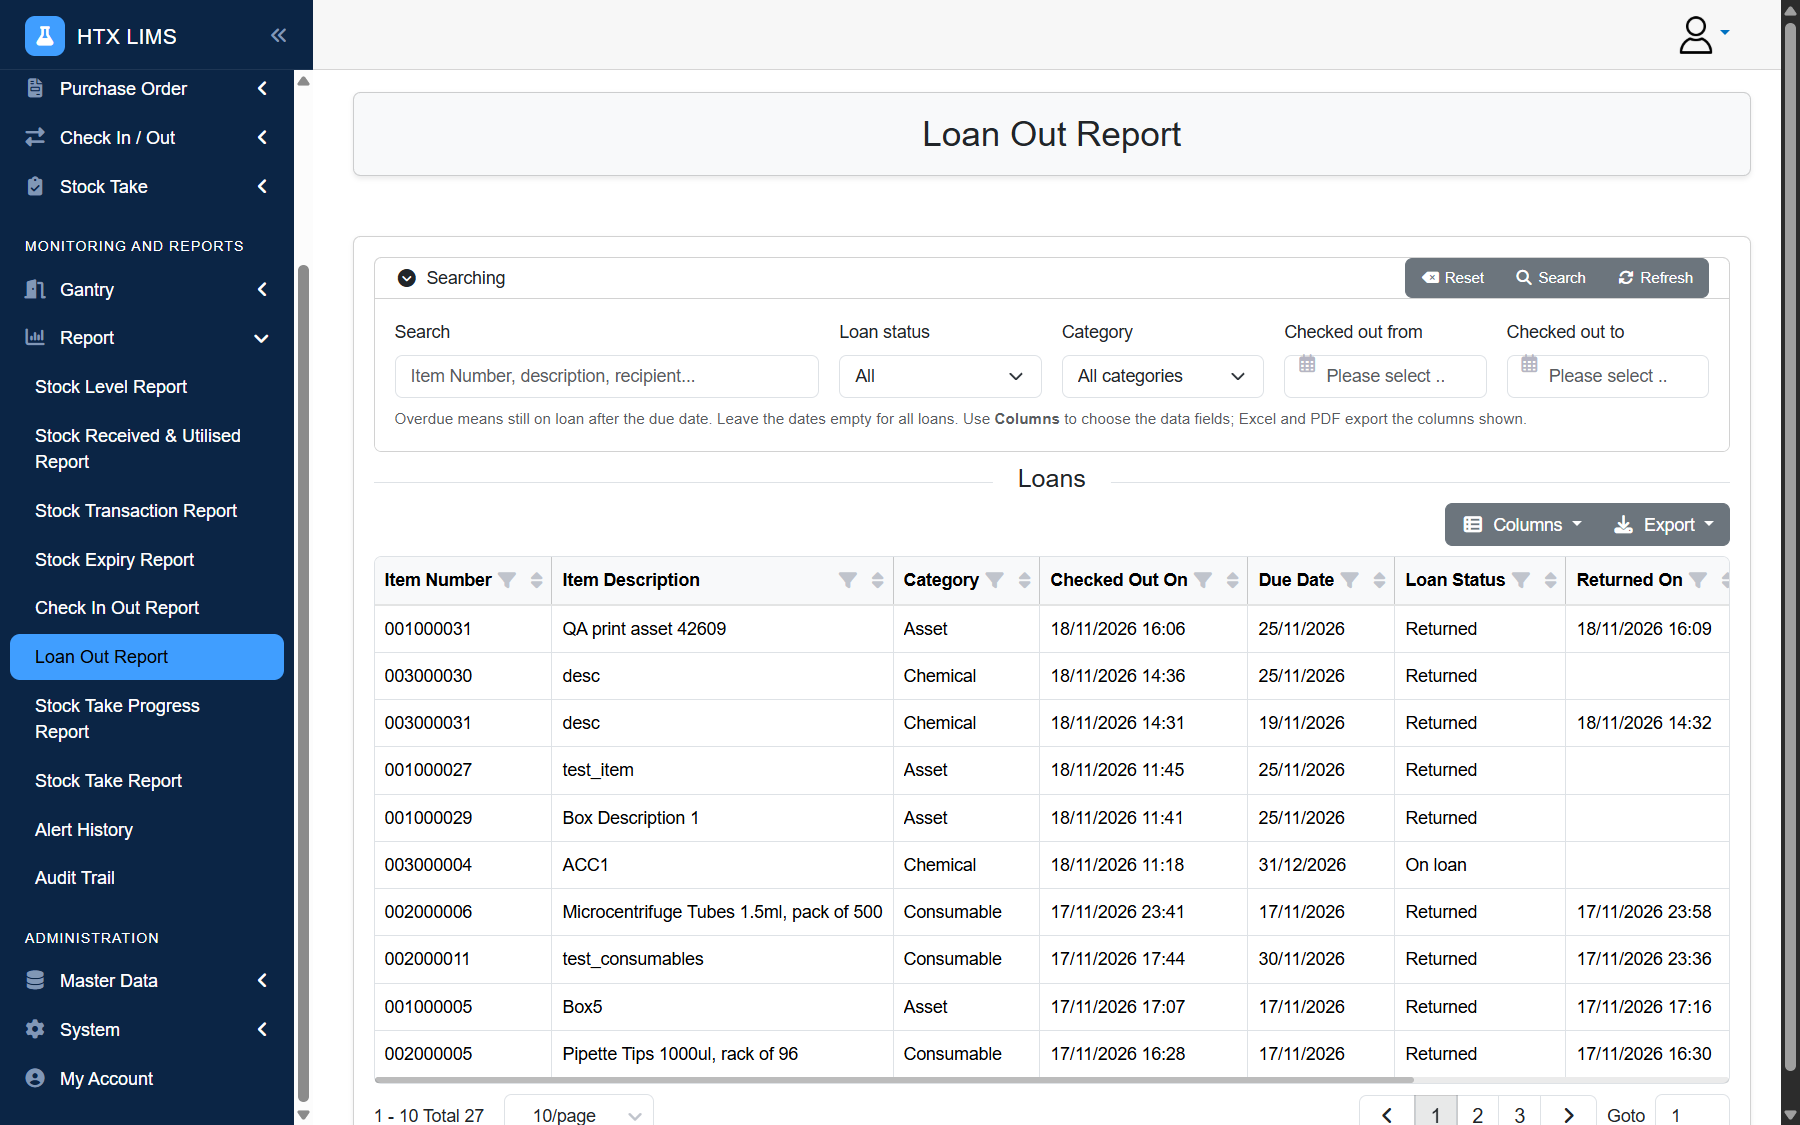 HTX LIMS
Purchase Order
Check In / Out
Stock Take
MONITORING AND REPORTS
Gantry
Report
Stock Level Report
Stock Received & Utilised
Report
Stock Transaction Report
Stock Expiry Report
Check In Out Report
Loan Out Report
Stock Take Progress
Report
Stock Take Report
Alert History
Audit Trail
ADMINISTRATION
Master Data
System
My Account
Loan Out Report
Searching
Reset Search Refresh
Search Loan status Category Checked out from Checked out to
Item Number, description, recipient... All All categories Please select .. Please select ..
Overdue means still on loan after the due date. Leave the dates empty for all loans. Use Columns to choose the data fields; Excel and PDF export the columns shown.
Loans
Columns Export
Item Number Item Description Category Checked Out On Due Date Loan Status Returned On
001000031 QA print asset 42609 Asset 18/11/2026 16:06 25/11/2026 Returned 18/11/2026 16:09
003000030 desc Chemical 18/11/2026 14:36 25/11/2026 Returned
003000031 desc Chemical 18/11/2026 14:31 19/11/2026 Returned 18/11/2026 14:32
001000027 test_item Asset 18/11/2026 11:45 25/11/2026 Returned
001000029 Box Description 1 Asset 18/11/2026 11:41 25/11/2026 Returned
003000004 ACC1 Chemical 18/11/2026 11:18 31/12/2026 On loan
002000006 Microcentrifuge Tubes 1.5ml, pack of 500 Consumable 17/11/2026 23:41 17/11/2026 Returned 17/11/2026 23:58
002000011 test_consumables Consumable 17/11/2026 17:44 30/11/2026 Returned 17/11/2026 23:36
001000005 Box5 Asset 17/11/2026 17:07 17/11/2026 Returned 17/11/2026 17:16
002000005 Pipette Tips 1000ul, rack of 96 Consumable 17/11/2026 16:28 17/11/2026 Returned 17/11/2026 16:30
1 - 10 Total 27 10/page 1 2 3 Goto 1